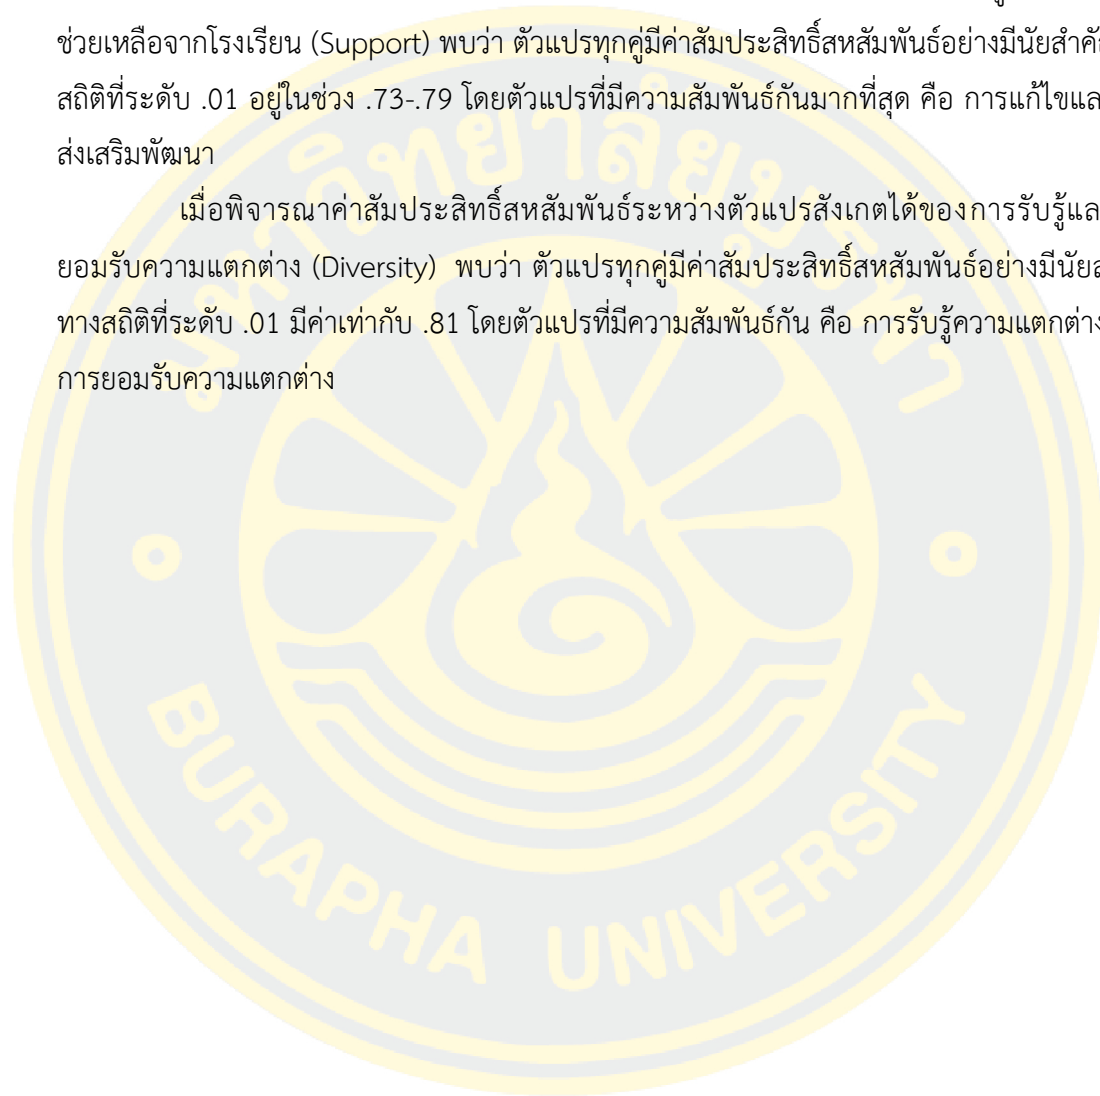 ช่วยเหลือจากโรงเรียน (Support) พบว่า ตัวแปรทุกคู่มีค่าสัมประสิทธิ์สหสัมพันธ์อย่างมีนัยสำคั
สถิติที่ระดับ .01 อยู่ในช่วง .73-.79 โดยตัวแปรที่มีความสัมพันธ์กันมากที่สุด คือ การแก้ไขแล
ส่งเสริมพัฒนา
เมื่อพิจารณาค่าสัมประสิทธิ์สหสัมพันธ์ระหว่างตัวแปรสังเกตได้ของการรับรู้แล
ยอมรับความแตกต่าง (Diversity) พบว่า ตัวแปรทุกคู่มีค่าสัมประสิทธิ์สหสัมพันธ์อย่างมีนัยส
ทางสถิติที่ระดับ .01 มีค่าเท่ากับ .81 โดยตัวแปรที่มีความสัมพันธ์กัน คือ การรับรู้ความแตกต่าง
การยอมรับความแตกต่าง
มหาวิทยาลัยบูรพา
BURAPHA UNIVERSITY